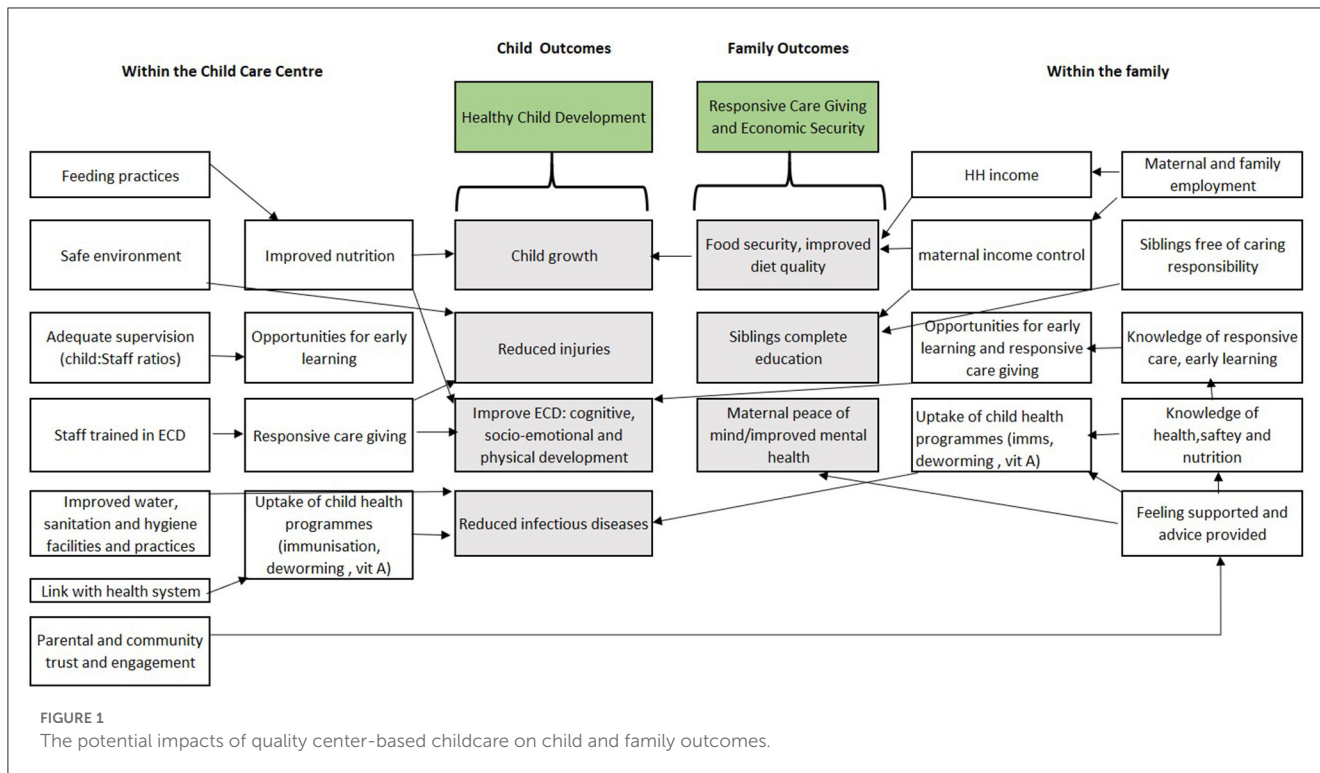 Child Outcomes
Family Outcomes
Within the Child Care Centre
Within the family
Healthy Child Development
Responsive Care Giving
and Economic Security
Feeding practices
HH income
Maternal and family
employment
Safe environment
Improved nutrition
Child growth
Food security, improved
diet quality
maternal income control
Siblings free of caring
responsibility
Adequate supervision
(child:Staff ratios)
Opportunities for early
learning
Reduced injuries
Siblings complete
education
Opportunities for early
learning and responsive
care giving
Knowledge of responsive
care, early learning
Staff trained in ECD
Responsive care giving
Improve ECD: cognitive,
socio-emotional and
physical development
Maternal peace of
mind/improved mental
health
Uptake of child health
programmes (imms,
deworming , vit A)
Knowledge of
health,saftey and
nutrition
Improved water,
sanitation and hygiene
facilities and practices
Uptake of child health
programmes
(immunisation,
deworming , vit A)
Reduced infectious diseases
Feeling supported and
advice provided
Link with health system
Parental and community
trust and engagement
FIGURE 1
The potential impacts of quality center-based childcare on child and family outcomes.